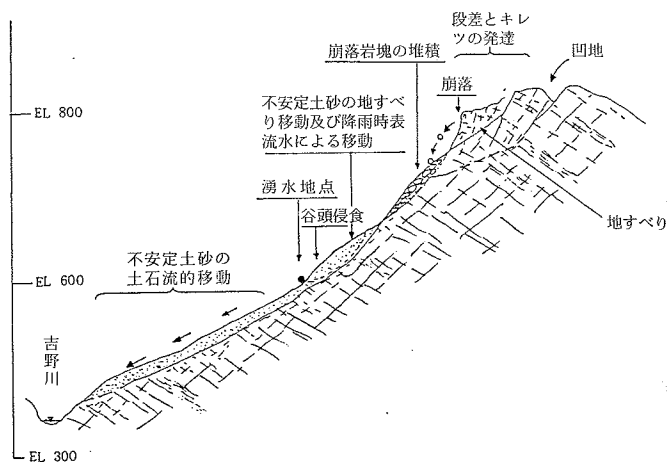 段差とキレ
ツの発達
凹地
崩落岩塊の堆積
崩落
EL 800
不安定土砂の地すべ
り移動及び降雨時表
流水による移動
湧水地点
谷頭侵食
地すべり
不安定土砂の
土石流的移動
EL 600
吉野川
EL 300